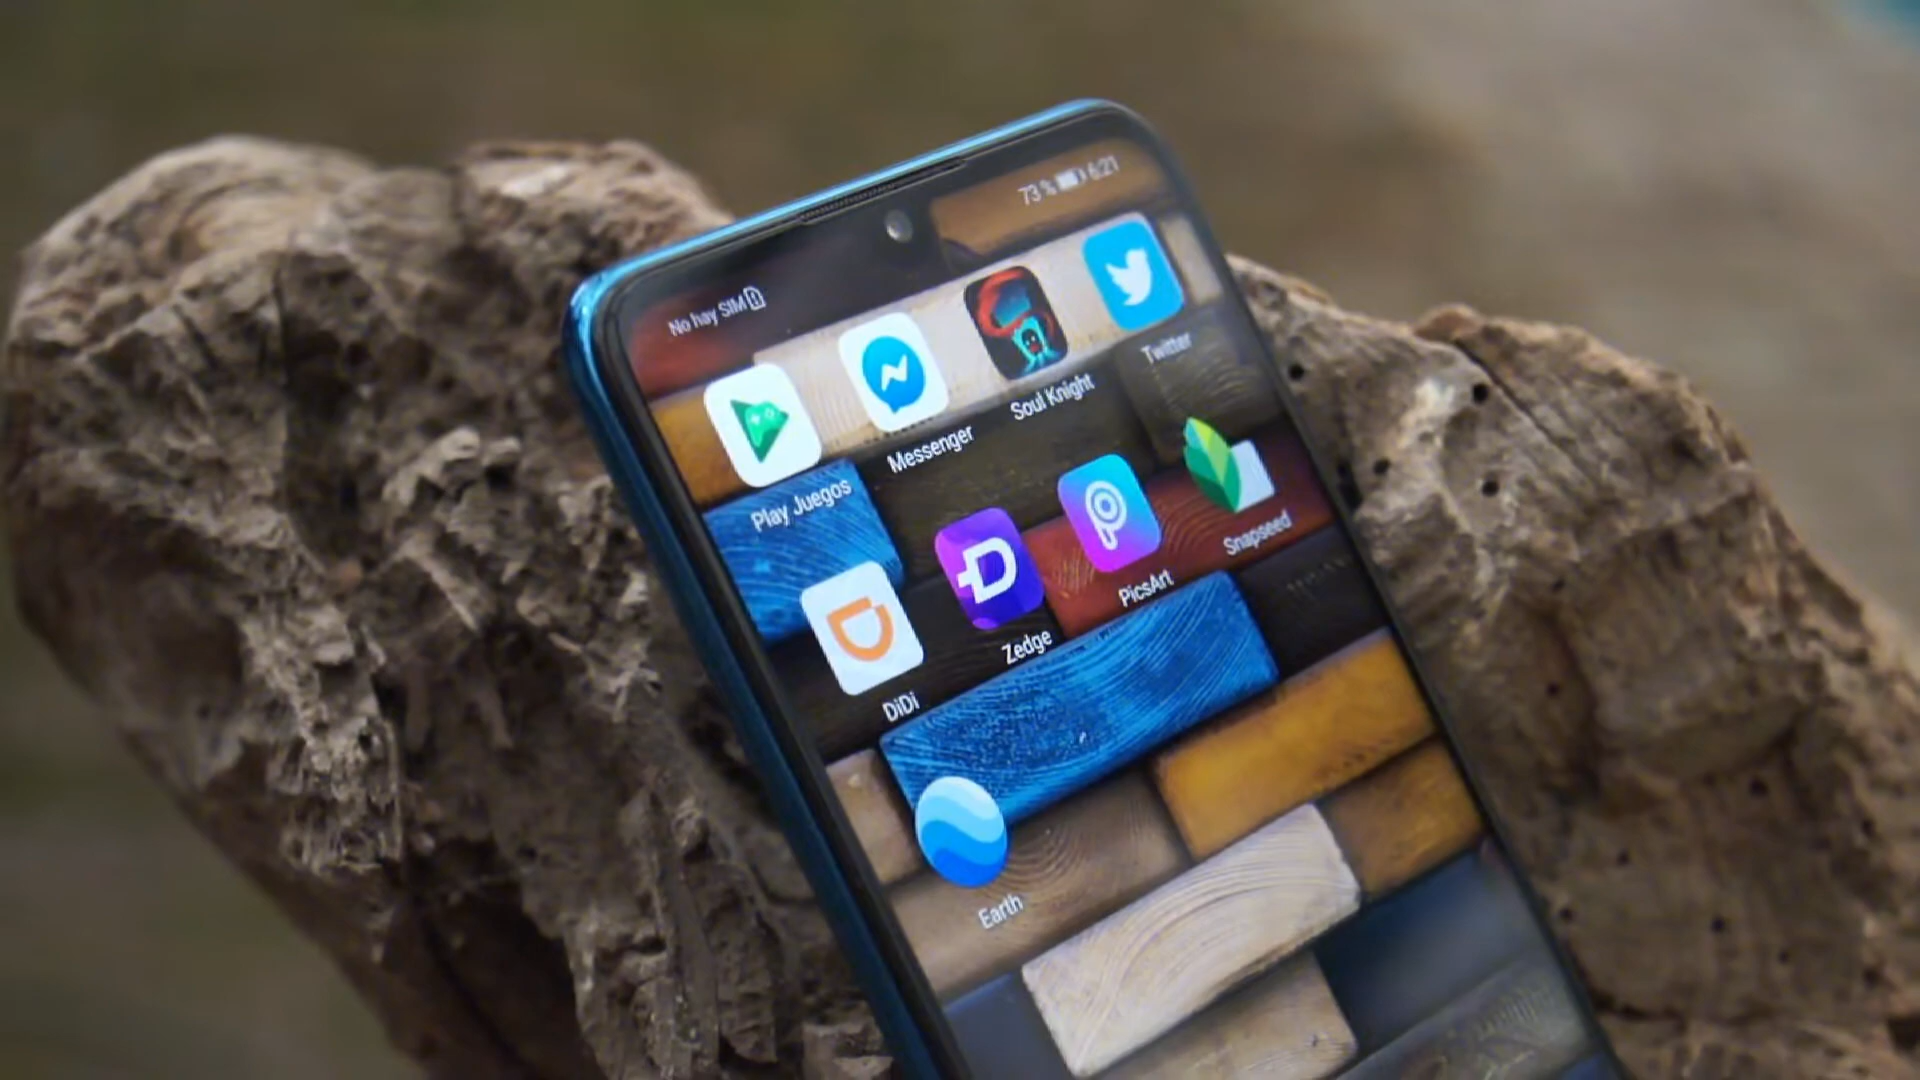 No hay SIM
73 % 6:21
Play Juegos
Messenger
Soul Knight
Twitter
DiDi
Zedge
PicsArt
Snapseed
Earth